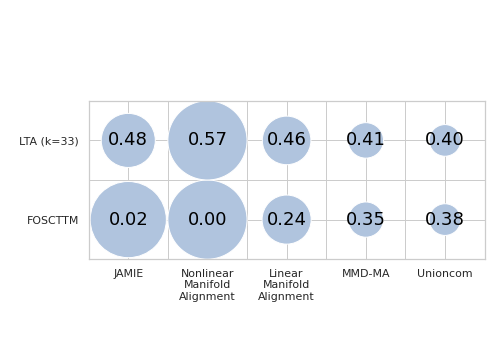 LTA (k=33) 0.48 0.57 0.46 0.41 0.40
FOSCTTM 0.02 0.00 0.24 0.35 0.38
JAMIE Nonlinear Linear MMD-MA Unioncom
Manifold Manifold
Alignment Alignment